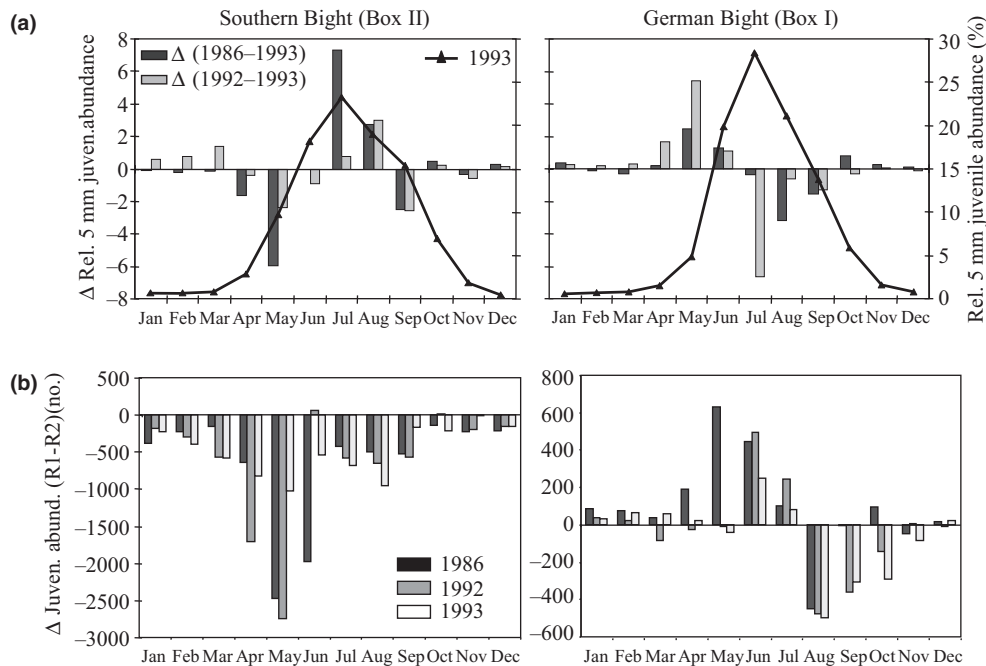 Southern Bight (Box II)
German Bight (Box I)
(a)
Δ Rel. 5 mm juven.abundance
8
6
4
2
0
–2
–4
–6
–8
Δ (1986–1993)
Δ (1992–1993)
1993
Jan Feb Mar Apr May Jun Jul Aug Sep Oct Nov Dec
30
25
20
15
10
5
0
Rel. 5 mm juvenile abundance (%)
Jan Feb Mar Apr May Jun Jul Aug Sep Oct Nov Dec
(b)
Δ Juven. abund. (R1-R2)(no.)
500
0
–500
–1000
–1500
–2000
–2500
–3000
1986
1992
1993
Jan Feb Mar Apr May Jun Jul Aug Sep Oct Nov Dec
800
600
400
200
0
–200
–400
–600
Jan Feb Mar Apr May Jun Jul Aug Sep Oct Nov Dec